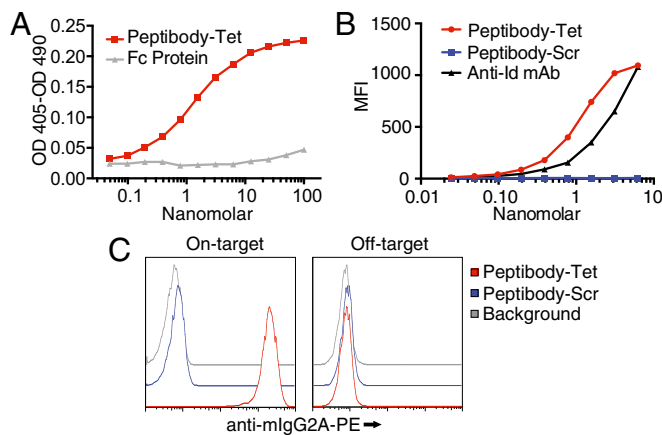 A
OD 405-OD 490
0.25
0.20
0.15
0.10
0.05
0.00
Peptibody-Tet
Fc Protein
0.1
1
10
100
Nanomolar
B
MFI
1500
1000
500
0
Peptibody-Tet
Peptibody-Scr
Anti-Id mAb
0.01
0.10
1
10
Nanomolar
C
On-target
Off-target
Peptibody-Tet
Peptibody-Scr
Background
anti-mIgG2A-PE